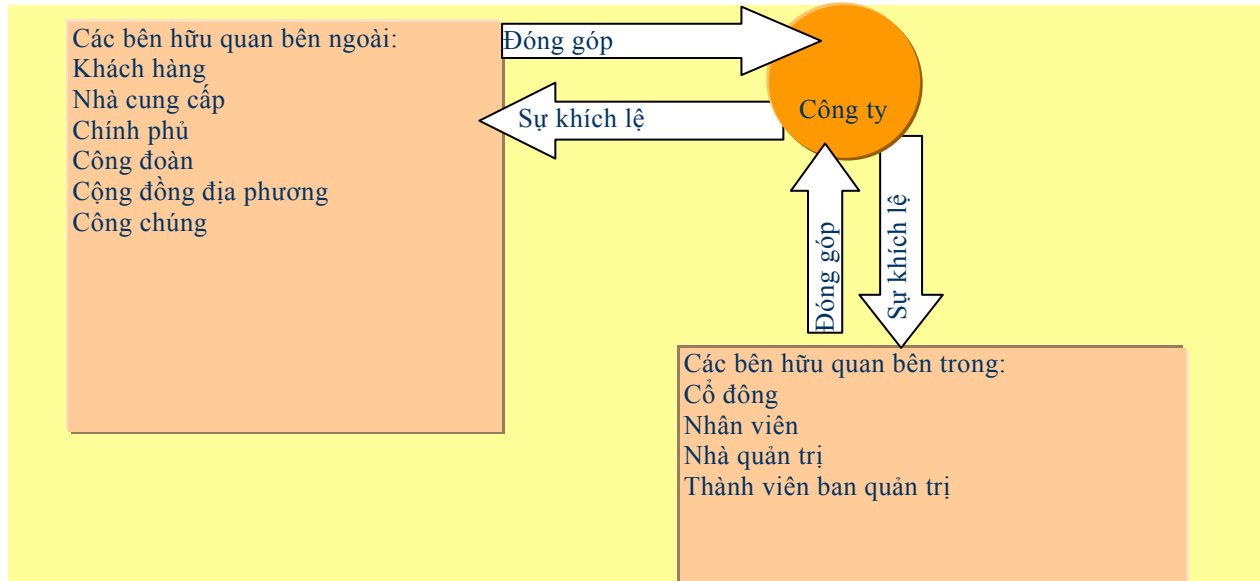 Các bên hữu quan bên ngoài:
Khách hàng
Nhà cung cấp
Chính phủ
Công đoàn
Cộng đồng địa phương
Công chúng
Đóng góp
Sự khích lệ
Công ty
Đóng góp
Sự khích lệ
Các bên hữu quan bên trong:
Cổ đông
Nhân viên
Nhà quản trị
Thành viên ban quản trị